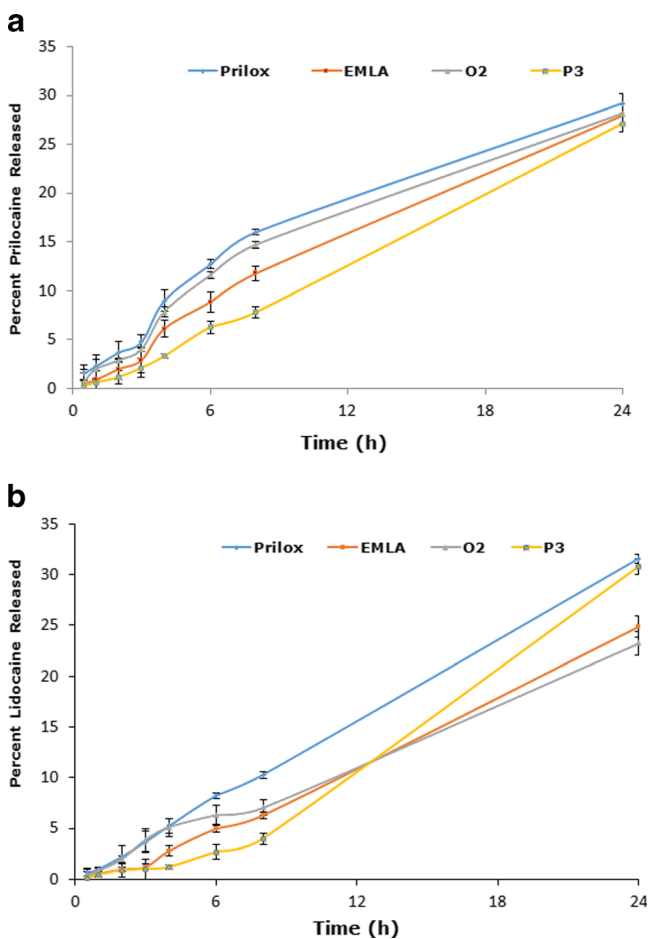 a
35
30
25
20
15
10
5
0
Percent Prilocaine Released
Prilox EMLA O2 P3
0 6 12 18 24
Time (h)
b
35
30
25
20
15
10
5
0
Percent Lidocaine Released
Prilox EMLA O2 P3
0 6 12 18 24
Time (h)